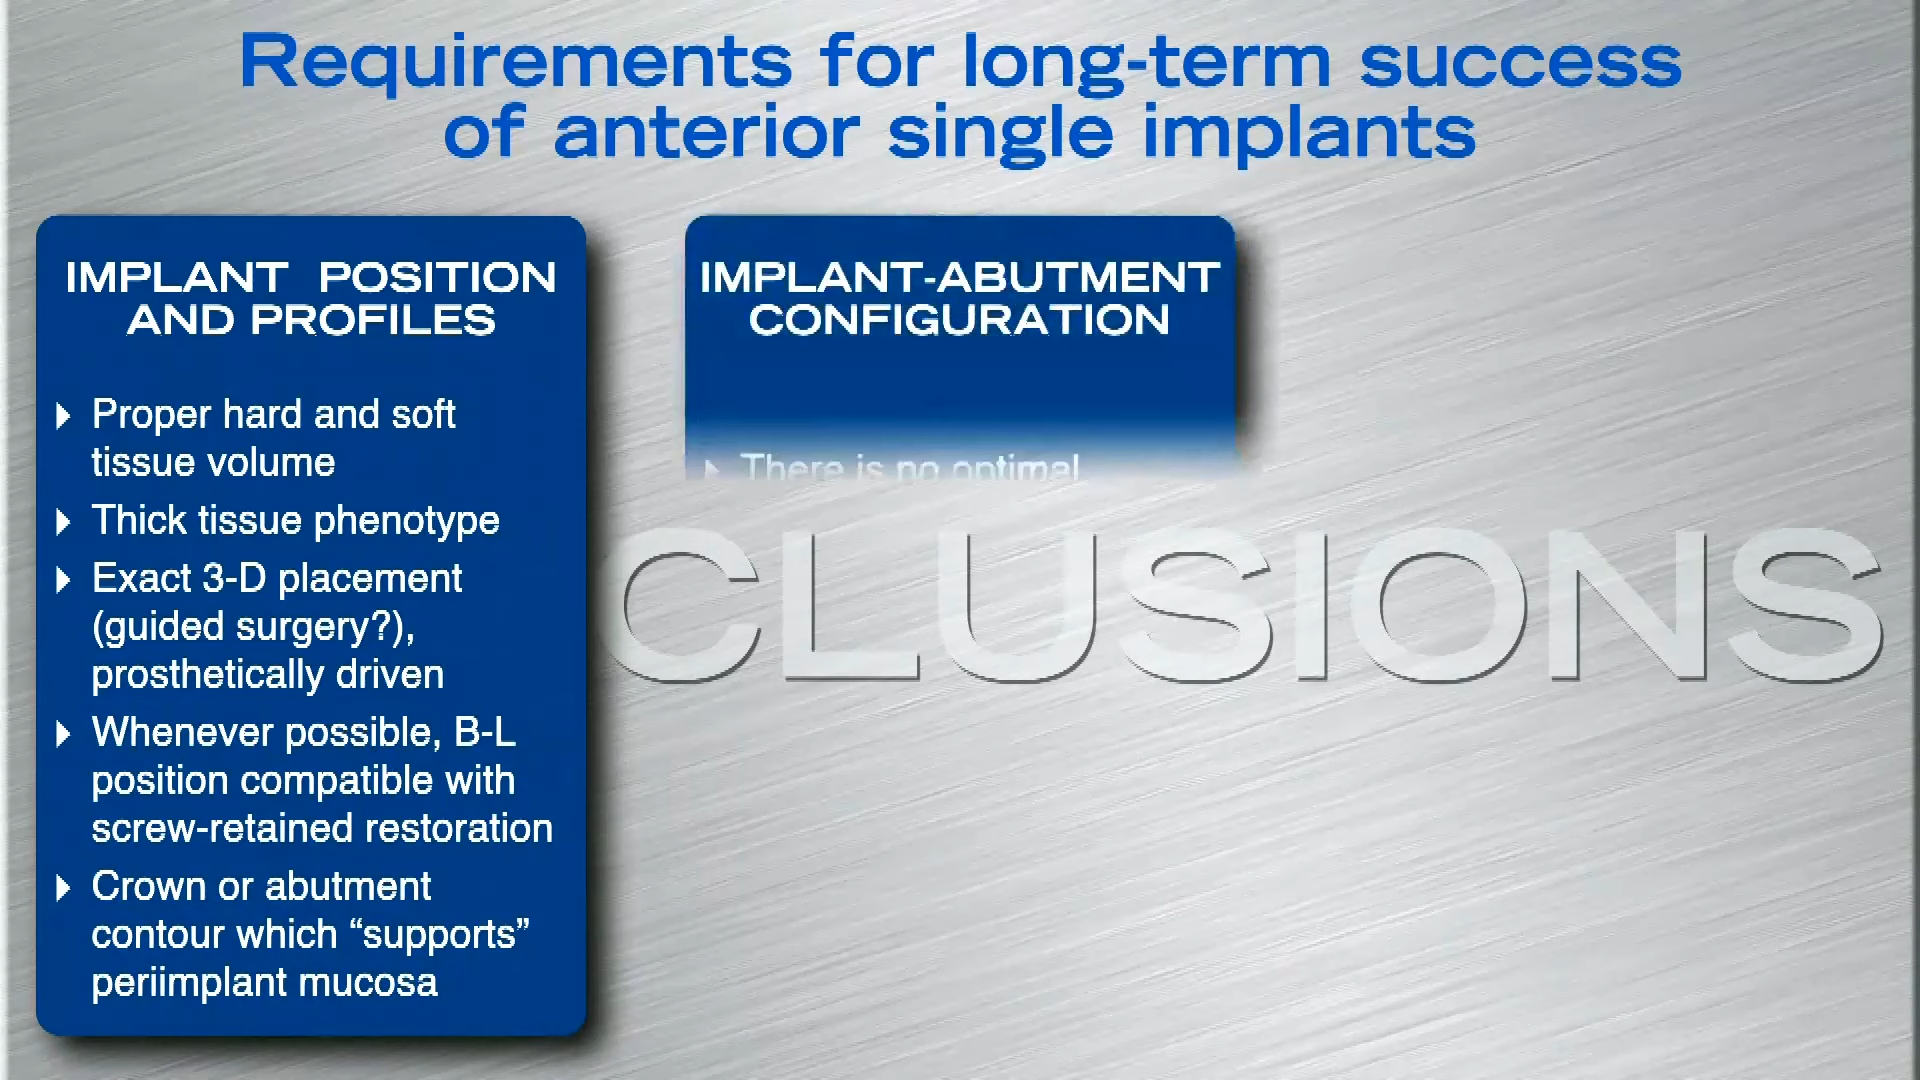 Requirements for long-term success
of anterior single implants
IMPLANT POSITION
AND PROFILES
Proper hard and soft
tissue volume
Thick tissue phenotype
Exact 3-D placement
(guided surgery?),
prosthetically driven
Whenever possible, B-L
position compatible with
screw-retained restoration
Crown or abutment
contour which “supports”
periimplant mucosa
IMPLANT-ABUTMENT
CONFIGURATION
There is no optimal
CLUSIONS